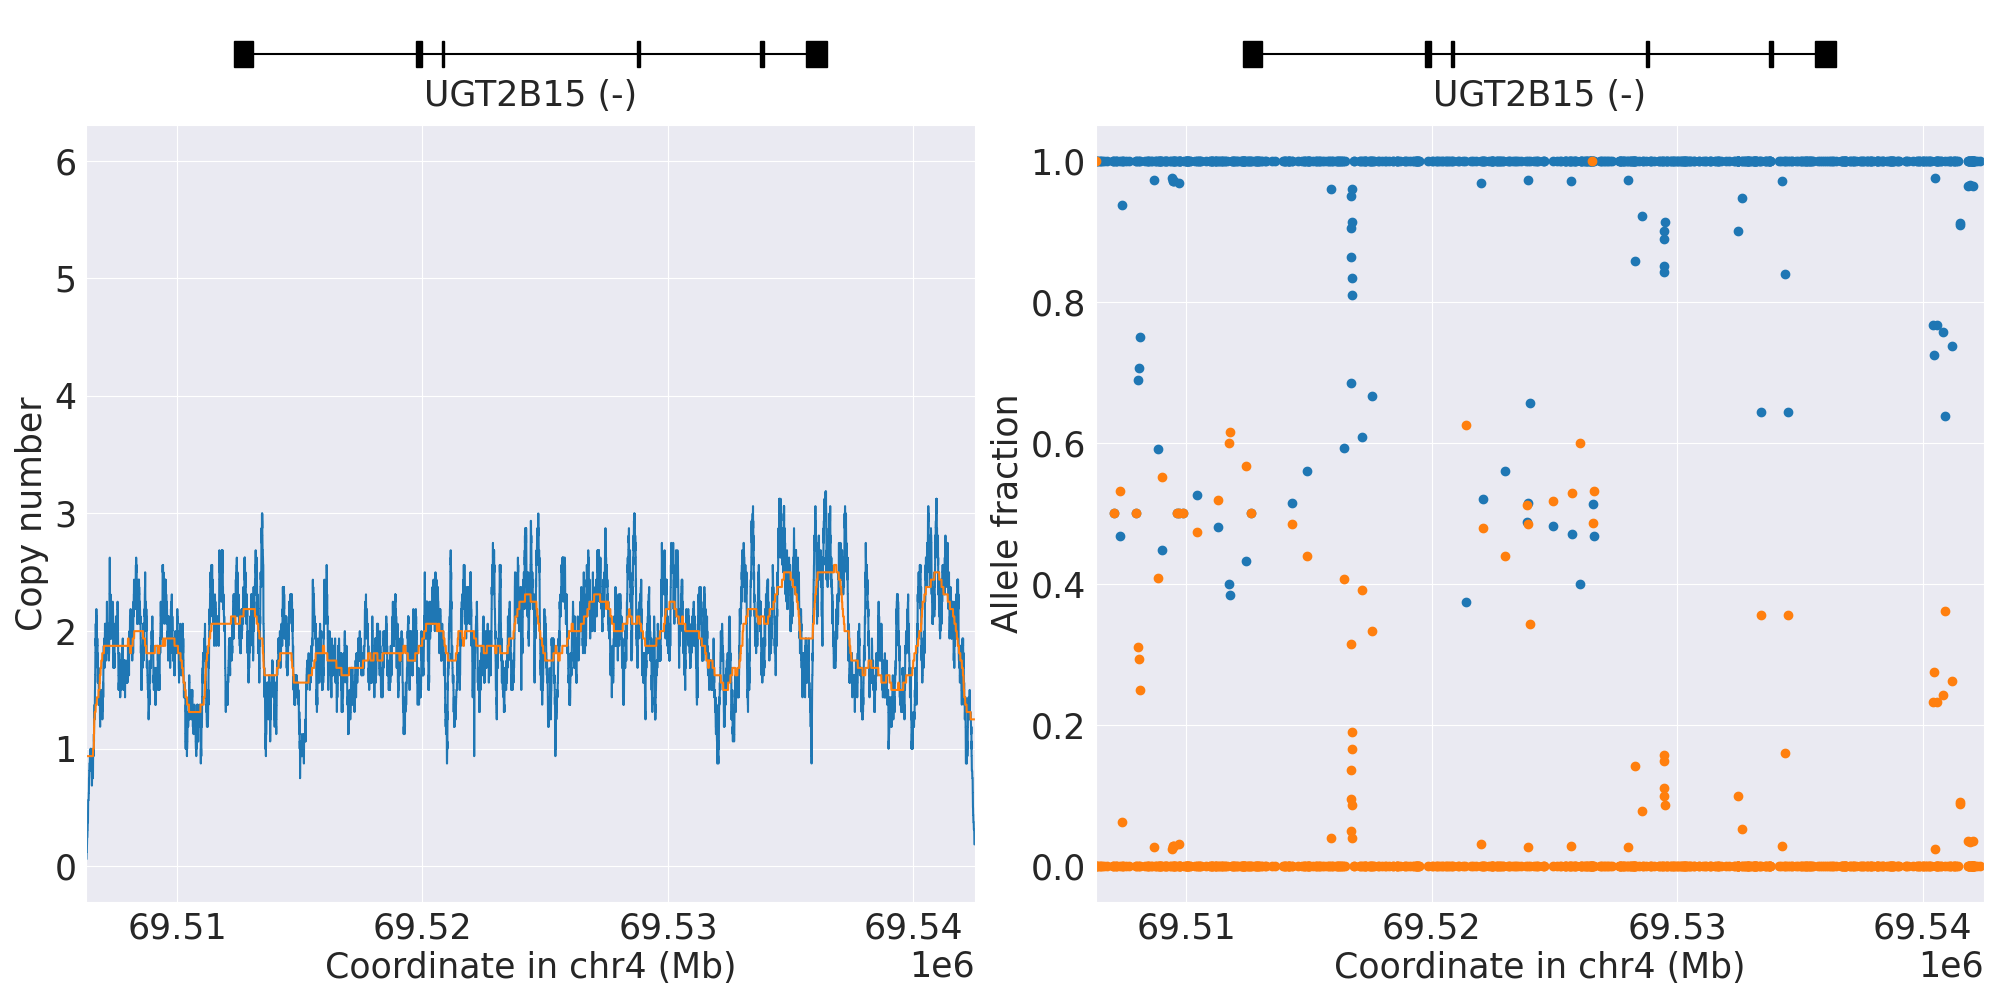 UGT2B15 (-)
Copy number
6
5
4
3
2
1
0
69.51 69.52 69.53 69.54
Coordinate in chr4 (Mb)
1e6
UGT2B15 (-)
Allele fraction
1.0
0.8
0.6
0.4
0.2
0.0
69.51 69.52 69.53 69.54
Coordinate in chr4 (Mb)
1e6